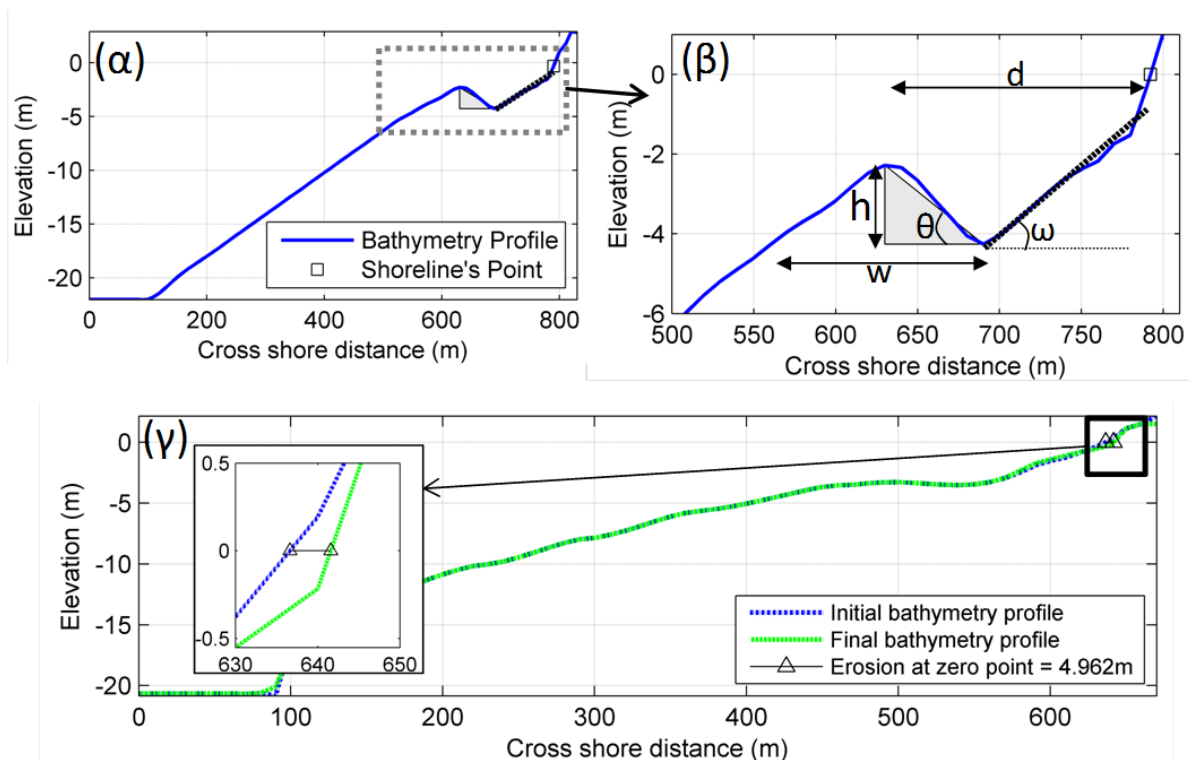 (α)
0
-5
-10
-15
-20
Elevation (m)
0 200 400 600 800
Cross shore distance (m)
Bathymetry Profile
Shoreline's Point
(β)
0
-2
-4
-6
Elevation (m)
500 550 600 650 700 750 800
Cross shore distance (m)
d
h
θ
ω
w
(γ)
0
-5
-10
-15
-20
Elevation (m)
0 100 200 300 400 500 600
Cross shore distance (m)
0.5
0
-0.5
630 640 650
Initial bathymetry profile
Final bathymetry profile
Erosion at zero point = 4.962m